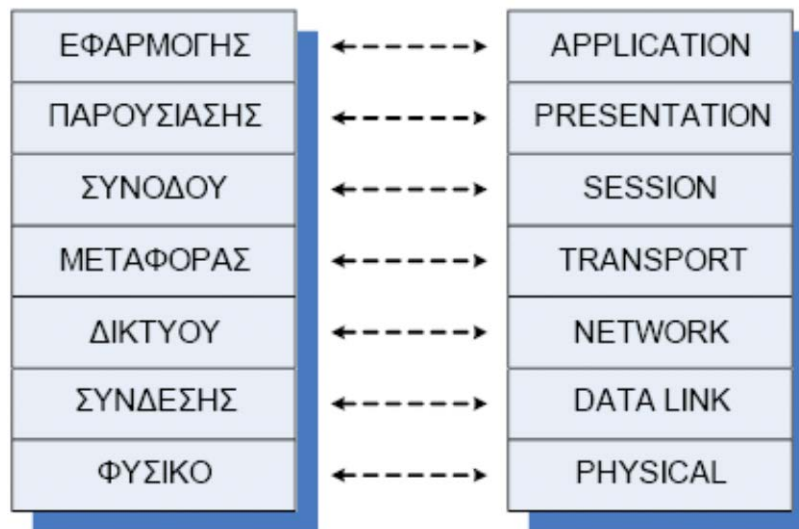 ΕΦΑΡΜΟΓΗΣ APPLICATION
ΠΑΡΟΥΣΙΑΣΗΣ PRESENTATION
ΣΥΝΟΔΟΥ SESSION
ΜΕΤΑΦΟΡΑΣ TRANSPORT
ΔΙΚΤΥΟΥ NETWORK
ΣΥΝΔΕΣΗΣ DATA LINK
ΦΥΣΙΚΟ PHYSICAL